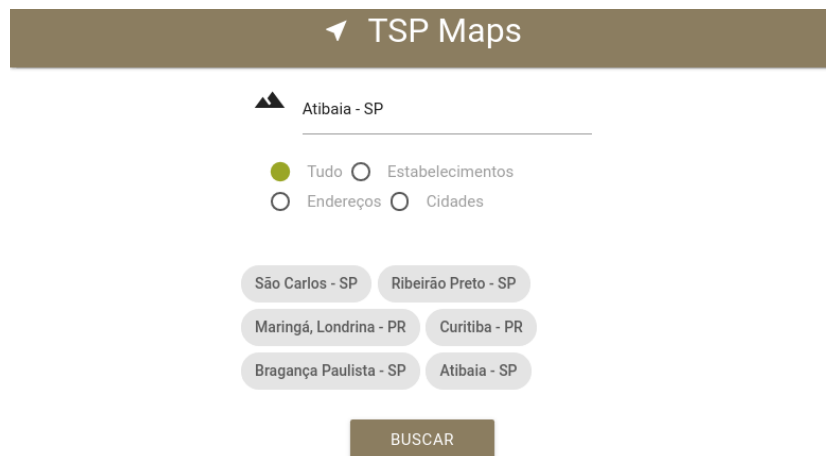 TSP Maps
Atibaia - SP
Tudo Estabelecimentos
Endereços Cidades
São Carlos - SP Ribeirão Preto - SP
Maringá, Londrina - PR Curitiba - PR
Bragança Paulista - SP Atibaia - SP
BUSCAR